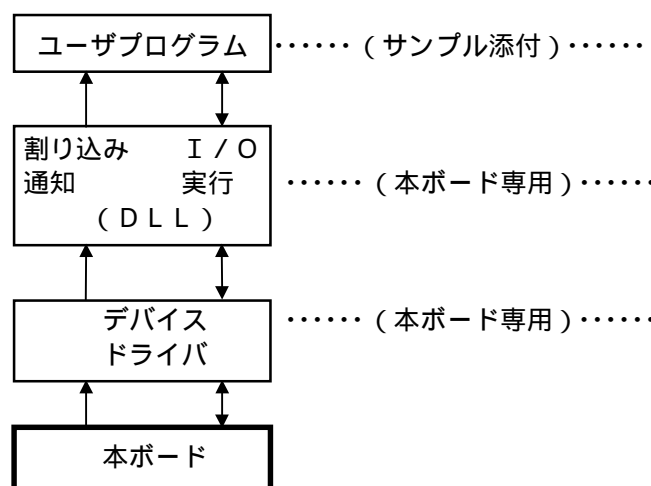 ユーザプログラム ・・・・・・（サンプル添付）・・・・・・
割り込み Ｉ／Ｏ
通知 実行 ・・・・・・（本ボード専用）・・・・・・
（ＤＬＬ）
デバイス ・・・・・・（本ボード専用）・・・・・・
ドライバ
本ボード